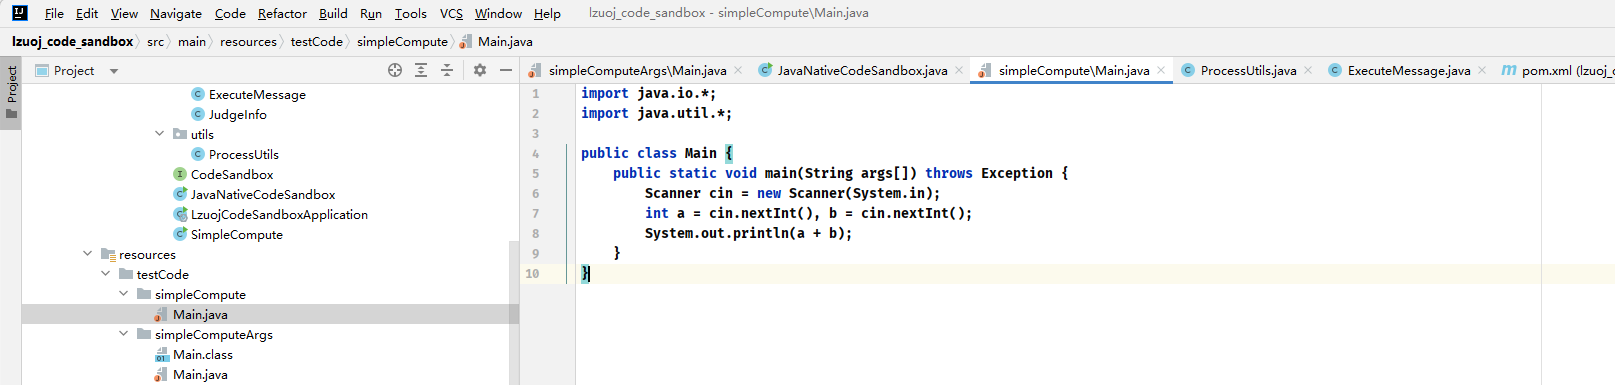 File Edit View Navigate Code Refactor Build Run Tools VCS Window Help lzuoj_code_sandbox - simpleCompute\Main.java
lzuoj_code_sandbox src main resources testCode simpleCompute Main.java
Project
Project
ExecuteMessage
JudgeInfo
utils
ProcessUtils
CodeSandbox
JavaNativeCodeSandbox
LzuojCodeSandboxApplication
SimpleCompute
resources
testCode
simpleCompute
Main.java
simpleComputeArgs
Main.class
Main.java
simpleComputeArgs\Main.java JavaNativeCodeSandbox.java simpleCompute\Main.java ProcessUtils.java ExecuteMessage.java pom.xml (lzuoj_c
1 import java.io.*;
2 import java.util.*;
3
4 public class Main {
5 public static void main(String args[]) throws Exception {
6 Scanner cin = new Scanner(System.in);
7 int a = cin.nextInt(), b = cin.nextInt();
8 System.out.println(a + b);
9 }
10 }